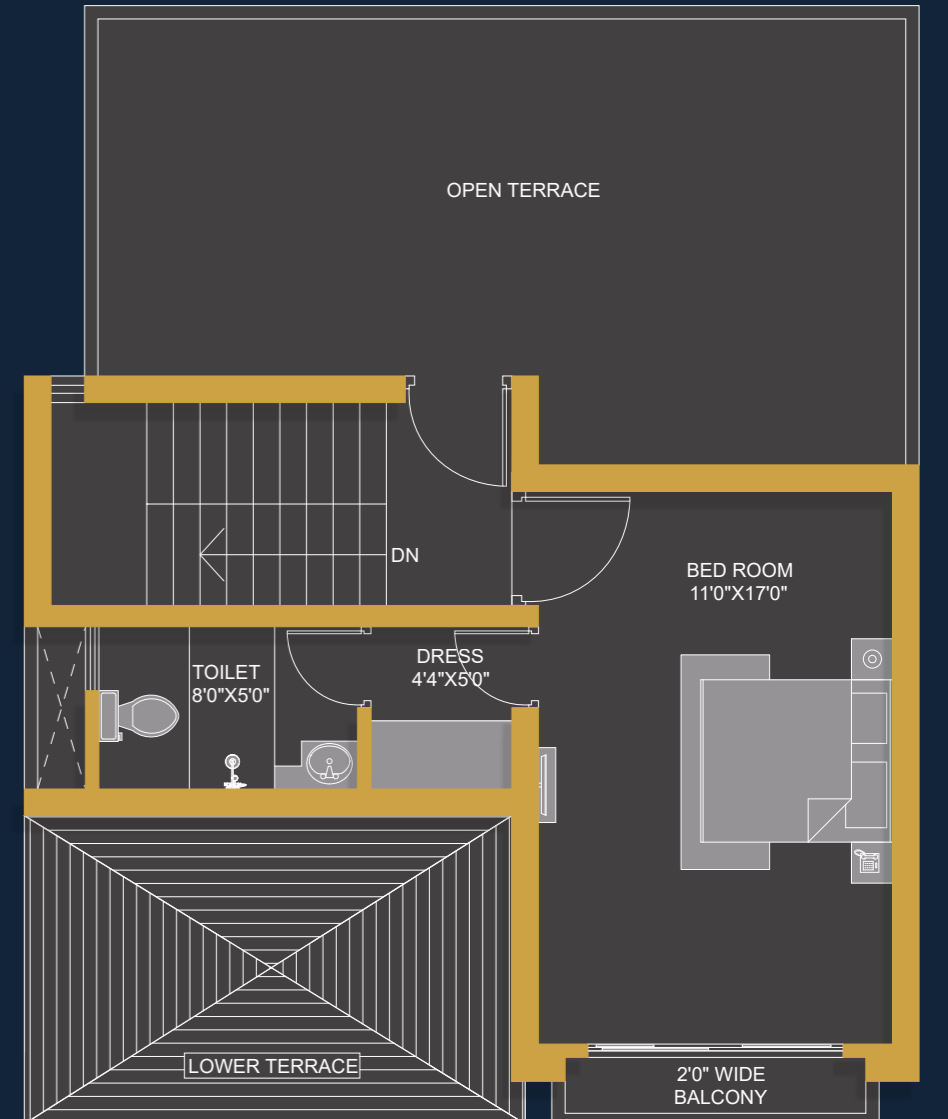 OPEN TERRACE
DN
BED ROOM
11'0"X17'0"
TOILET
8'0"X5'0"
DRESS
4'4"X5'0"
LOWER TERRACE
2'0" WIDE
BALCONY